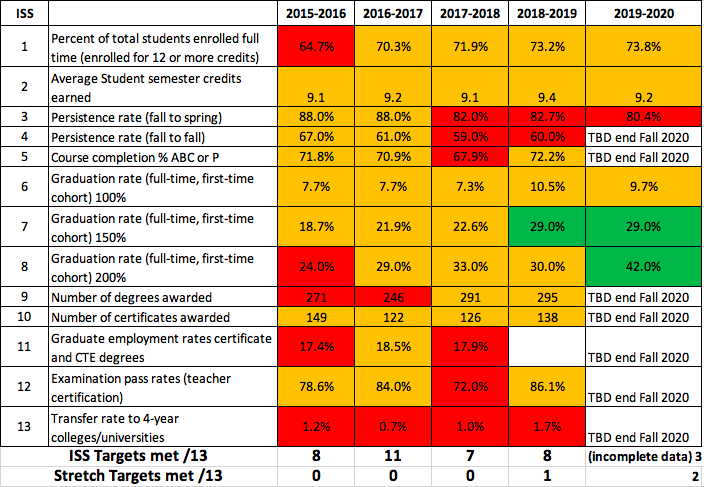 ISS 2015-2016 2016-2017 2017-2018 2018-2019 2019-2020
1 Percent of total students enrolled full time (enrolled for 12 or more credits) 64.7% 70.3% 71.9% 73.2% 73.8%
2 Average Student semester credits earned 9.1 9.2 9.1 9.4 9.2
3 Persistence rate (fall to spring) 88.0% 88.0% 82.0% 82.7% 80.4%
4 Persistence rate (fall to fall) 67.0% 61.0% 59.0% 60.0% TBD end Fall 2020
5 Course completion % ABC or P 71.8% 70.9% 67.9% 72.2% TBD end Fall 2020
6 Graduation rate (full-time, first-time cohort) 100% 7.7% 7.7% 7.3% 10.5% 9.7%
7 Graduation rate (full-time, first-time cohort) 150% 18.7% 21.9% 22.6% 29.0% 29.0%
8 Graduation rate (full-time, first-time cohort) 200% 24.0% 29.0% 33.0% 30.0% 42.0%
9 Number of degrees awarded 271 246 291 295 TBD end Fall 2020
10 Number of certificates awarded 149 122 126 138 TBD end Fall 2020
11 Graduate employment rates certificate and CTE degrees 17.4% 18.5% 17.9% TBD end Fall 2020
12 Examination pass rates (teacher certification) 78.6% 84.0% 72.0% 86.1% TBD end Fall 2020
13 Transfer rate to 4-year colleges/universities 1.2% 0.7% 1.0% 1.7% TBD end Fall 2020
ISS Targets met /13 8 11 7 8 (incomplete data) 3
Stretch Targets met /13 0 0 0 1 2